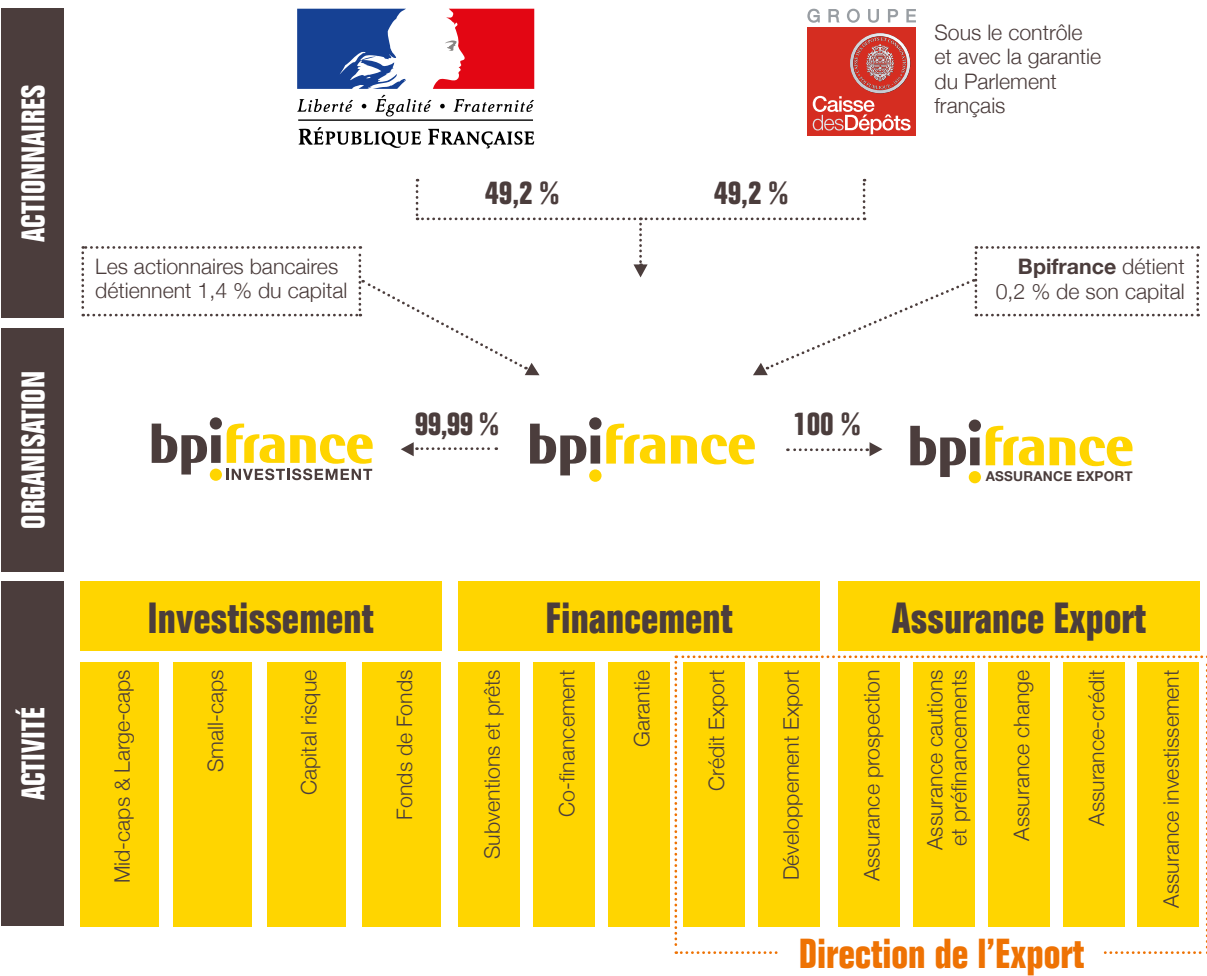 ACTIONNAIRES
Liberté • Égalité • Fraternité
RÉPUBLIQUE FRANÇAISE
GROUPE
Caisse
desDépôts
Sous le contrôle
et avec la garantie
du Parlement
français
49,2 %
49,2 %
Les actionnaires bancaires
détiennent 1,4 % du capital
Bpifrance détient
0,2 % de son capital
ORGANISATION
bpifrance
INVESTISSEMENT
99,99 %
bpifrance
100 %
bpifrance
ASSURANCE EXPORT
ACTIVITÉ
Investissement
Financement
Assurance Export
Mid-caps & Large-caps
Small-caps
Capital risque
Fonds de Fonds
Subventions et prêts
Co-financement
Garantie
Crédit Export
Développement Export
Assurance prospection
Assurance cautions
et préfinancements
Assurance change
Assurance-crédit
Assurance investissement
Direction de l'Export